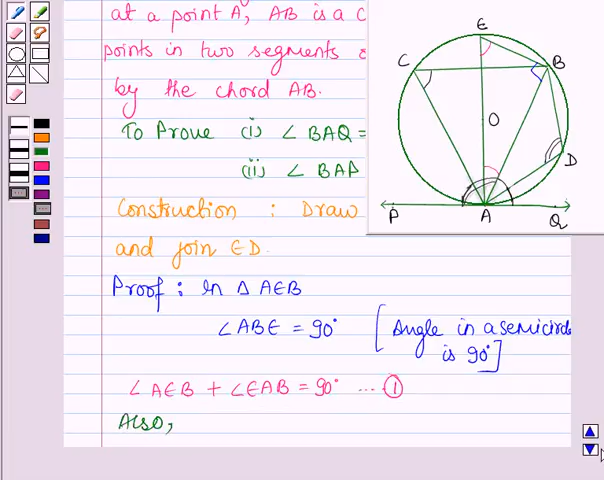 at a point A, AB is a c
points in two segments
by the chord AB.
To Prove (i) ∠ BAQ =
(ii) ∠ BAP
Construction : Draw
and join ED.
Proof : In Δ AEB
∠ABE = 90° [Angle in a semicircle
is 90°]
∠AEB + ∠EAB = 90° ... ①
Also,
E
C
B
O
D
P
A
Q